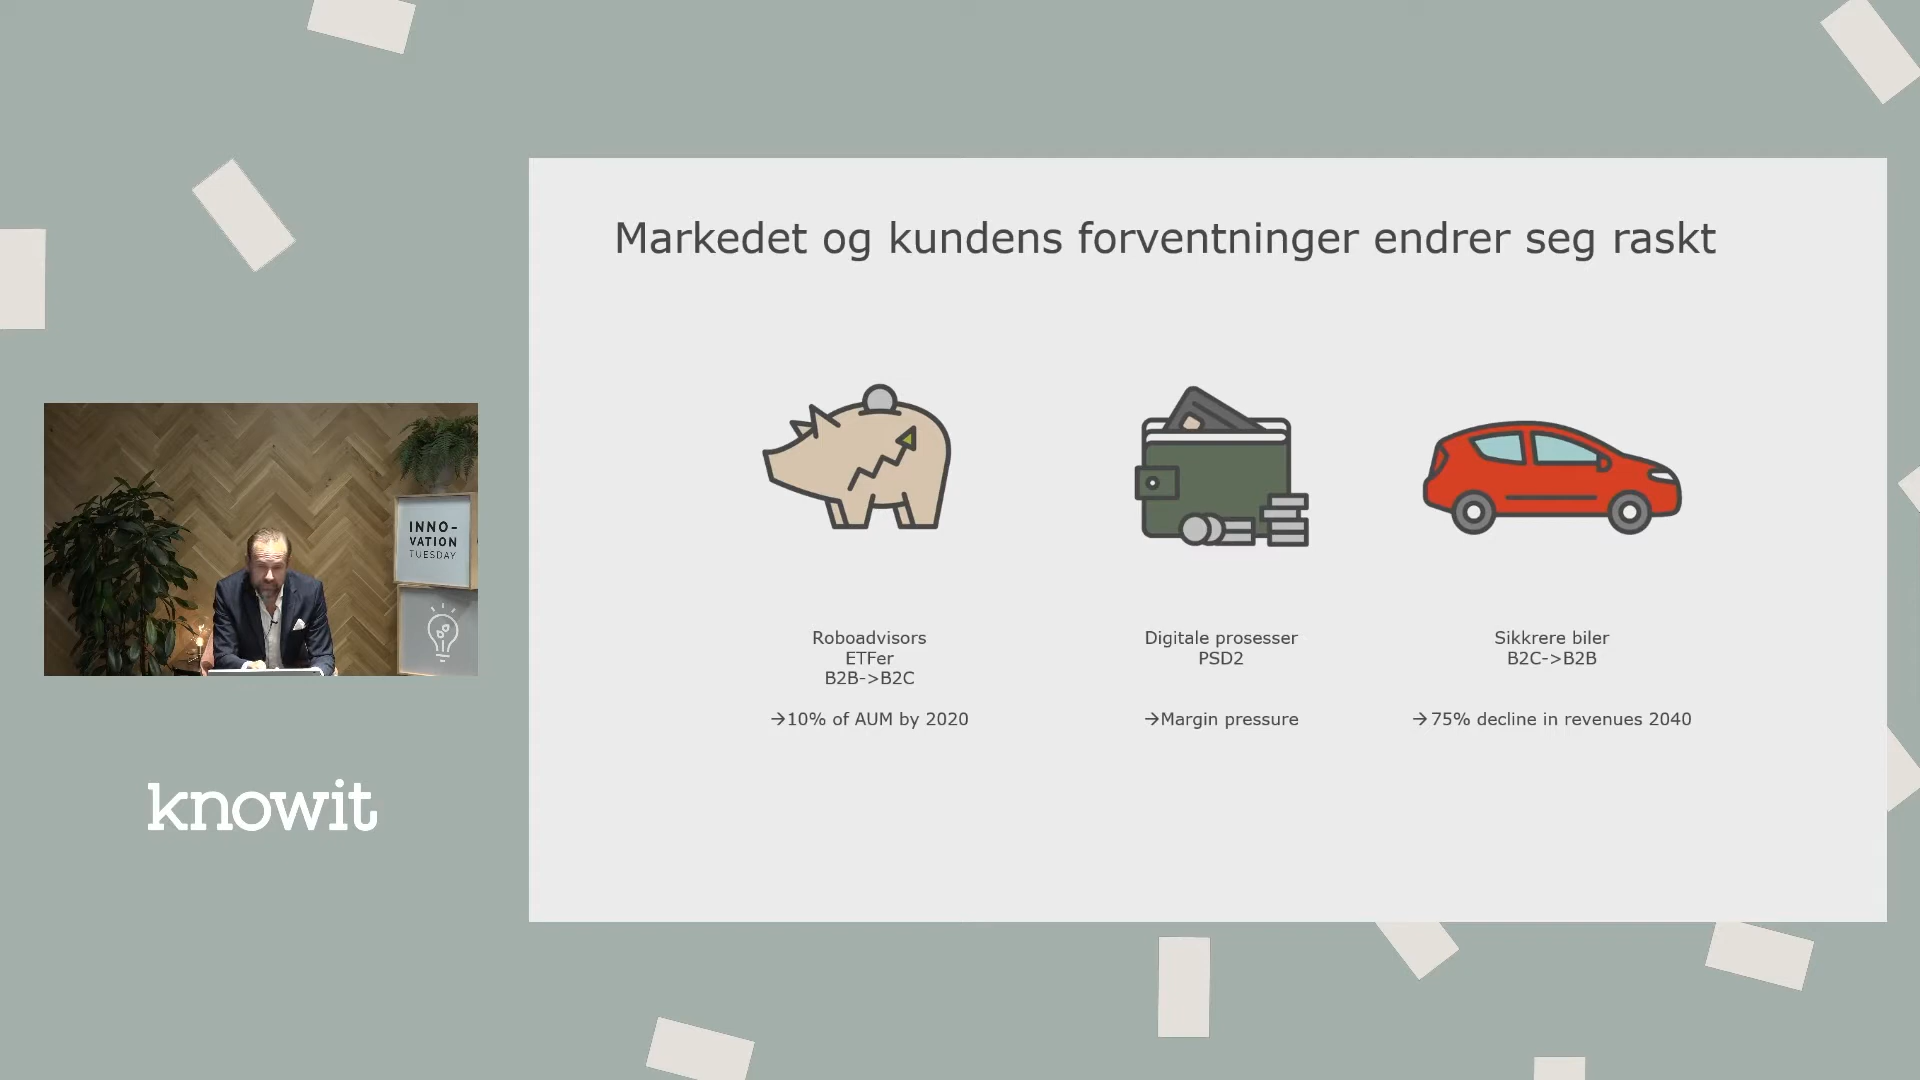 Markedet og kundens forventninger endrer seg raskt
Roboadvisors
ETFer
B2B->B2C
→10% of AUM by 2020
Digitale prosesser
PSD2
→Margin pressure
Sikkrere biler
B2C->B2B
→75% decline in revenues 2040
INNO-
VATION
TUESDAY
knowit